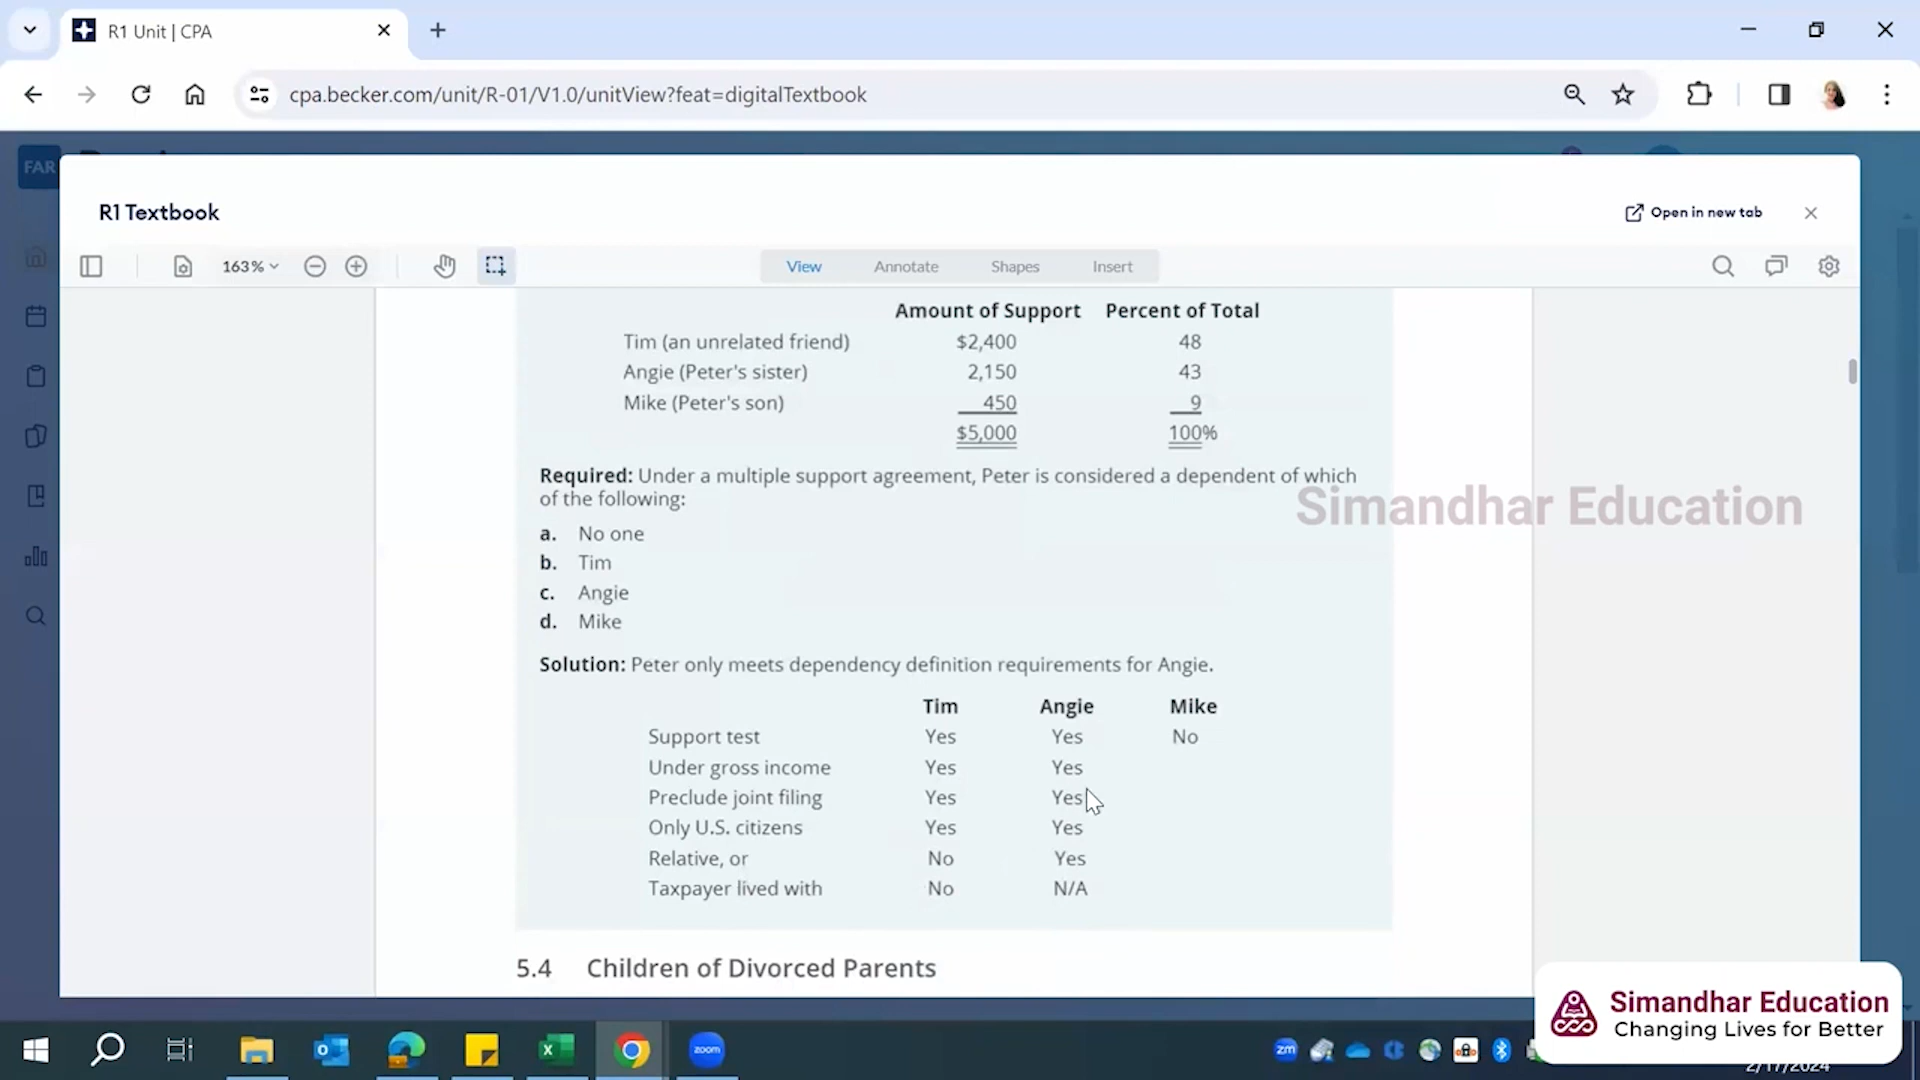 R1 Unit | CPA
cpa.becker.com/unit/R-01/V1.0/unitView?feat=digitalTextbook
FAR
R1 Textbook
Open in new tab
163%
View Annotate Shapes Insert
Amount of Support Percent of Total
Tim (an unrelated friend) $2,400 48
Angie (Peter's sister) 2,150 43
Mike (Peter's son) 450 9
$5,000 100%
Required: Under a multiple support agreement, Peter is considered a dependent of which
of the following:
Simandhar Education
a. No one
b. Tim
c. Angie
d. Mike
Solution: Peter only meets dependency definition requirements for Angie.
Tim Angie Mike
Support test Yes Yes No
Under gross income Yes Yes
Preclude joint filing Yes Yes
Only U.S. citizens Yes Yes
Relative, or No Yes
Taxpayer lived with No N/A
5.4 Children of Divorced Parents
Simandhar Education
Changing Lives for Better
zoom
zm
2/17/2024